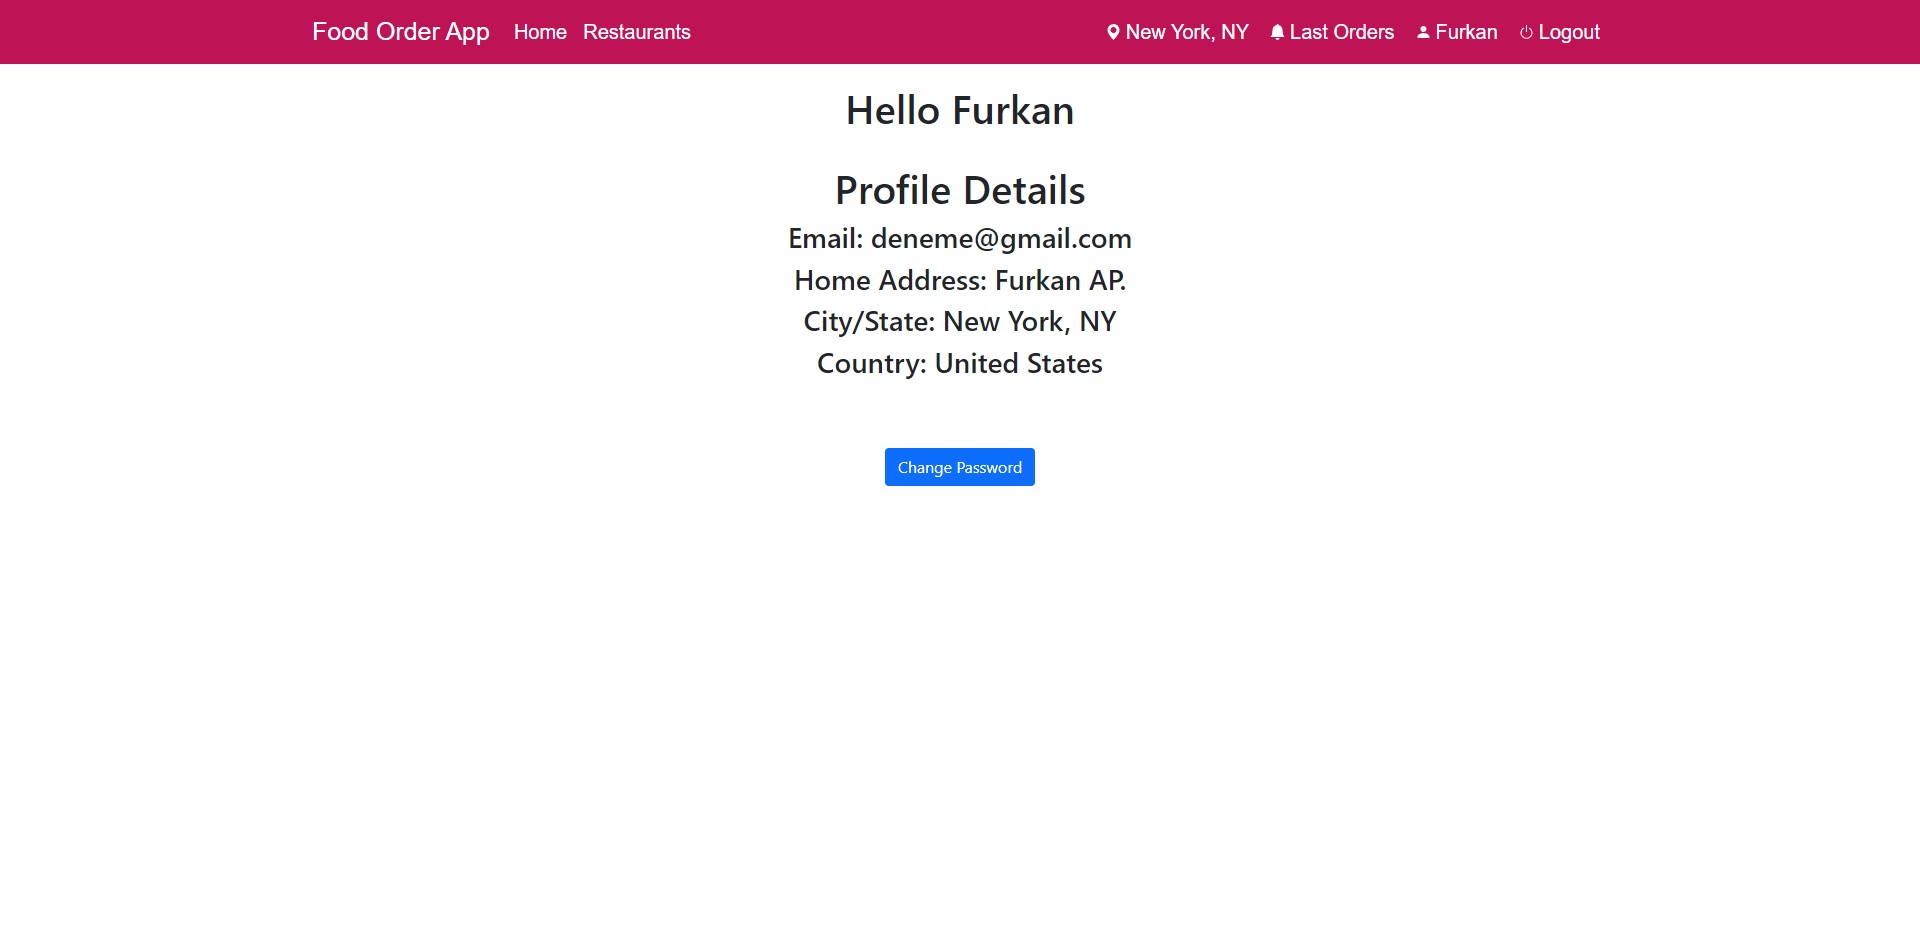 Food Order App Home Restaurants New York, NY Last Orders Furkan Logout
Hello Furkan
Profile Details
Email: deneme@gmail.com
Home Address: Furkan AP.
City/State: New York, NY
Country: United States
Change Password